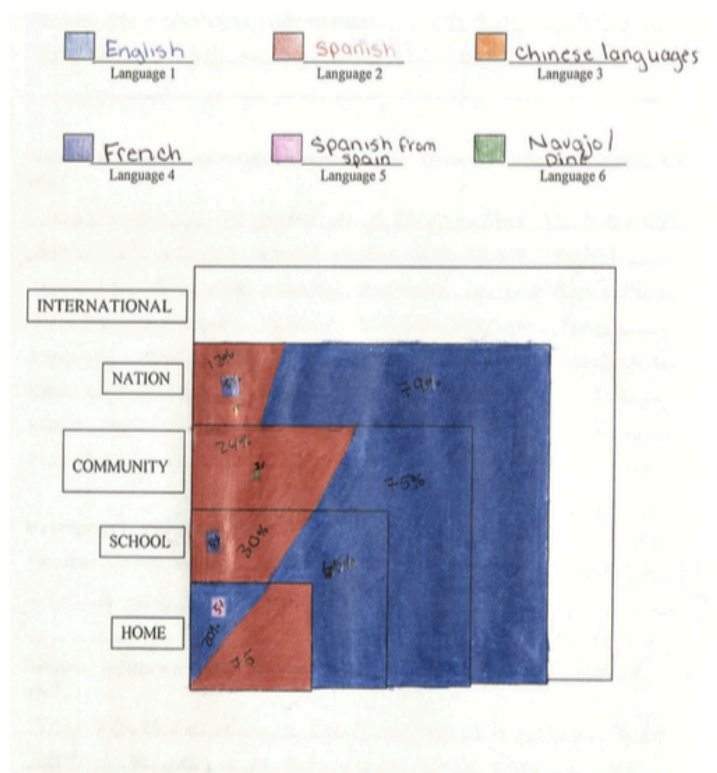 English
Spanish
Chinese languages
Language 1
Language 2
Language 3
French
Spanish from
spain
Navajo/
Diné
Language 4
Language 5
Language 6
INTERNATIONAL
NATION
79%
24%
COMMUNITY
75%
SCHOOL
30%
HOME
20%
75